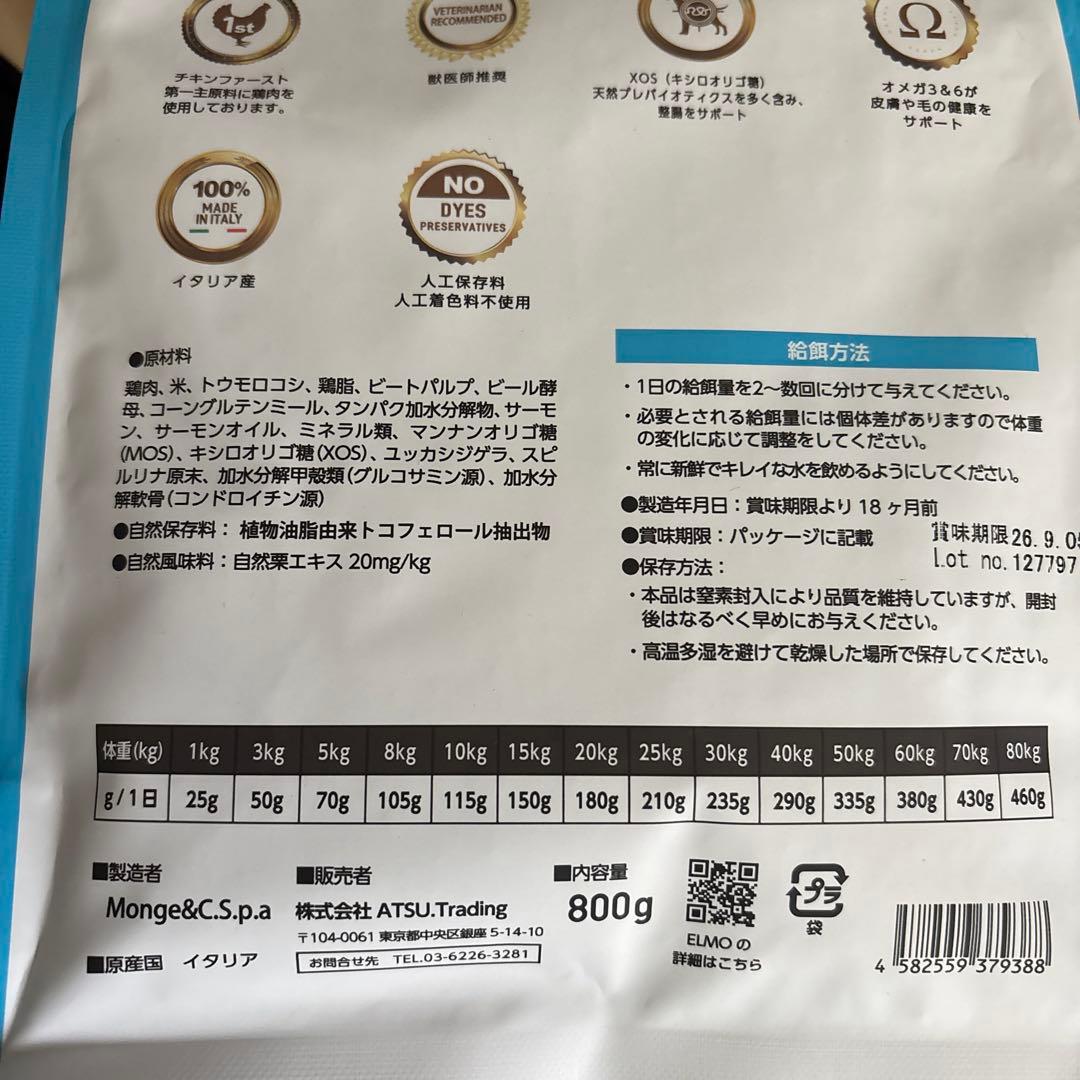 1st
VETERINARIAN
RECOMMENDED
Ω
チキンファースト
第一主原料に鶏肉を
使用しております。
獣医師推奨
XOS（キシロオリゴ糖）
天然プレバイオティクスを多く含み、
整腸をサポート
オメガ3＆6が
皮膚や毛の健康を
サポート
100%
MADE
IN ITALY
イタリア産
NO
DYES
PRESERVATIVES
人工保存料
人工着色料不使用
●原材料
鶏肉、米、トウモロコシ、鶏脂、ビートパルプ、ビール酵
母、コーングルテンミール、タンパク加水分解物、サーモ
ン、サーモンオイル、ミネラル類、マンナンオリゴ糖
(MOS)、キシロオリゴ糖(XOS)、ユッカシジゲラ、スピ
ルリナ原末、加水分解甲殻類(グルコサミン源)、加水分
解軟骨(コンドロイチン源)
●自然保存料：植物油脂由来トコフェロール抽出物
●自然風味料：自然栗エキス 20mg/kg
給餌方法
・1日の給餌量を2〜数回に分けて与えてください。
・必要とされる給餌量には個体差がありますので体重
の変化に応じて調整をしてください。
・常に新鮮でキレイな水を飲めるようにしてください。
●製造年月日：賞味期限より 18 ヶ月前
●賞味期限：パッケージに記載
賞味期限26.9.05
Lot no.127797
●保存方法：
・本品は窒素封入により品質を維持していますが、開封
後はなるべく早めにお与えください。
・高温多湿を避けて乾燥した場所で保存してください。
体重(kg) 1kg 3kg 5kg 8kg 10kg 15kg 20kg 25kg 30kg 40kg 50kg 60kg 70kg 80kg
g/1日 25g 50g 70g 105g 115g 150g 180g 210g 235g 290g 335g 380g 430g 460g
■製造者
Monge&C.S.p.a
■原産国 イタリア
■販売者
株式会社 ATSU.Trading
〒104-0061 東京都中央区銀座 5-14-10
お問合せ先 TEL.03-6226-3281
■内容量
800g
ELMO の
詳細はこちら
プラ
袋
4 582559 379388